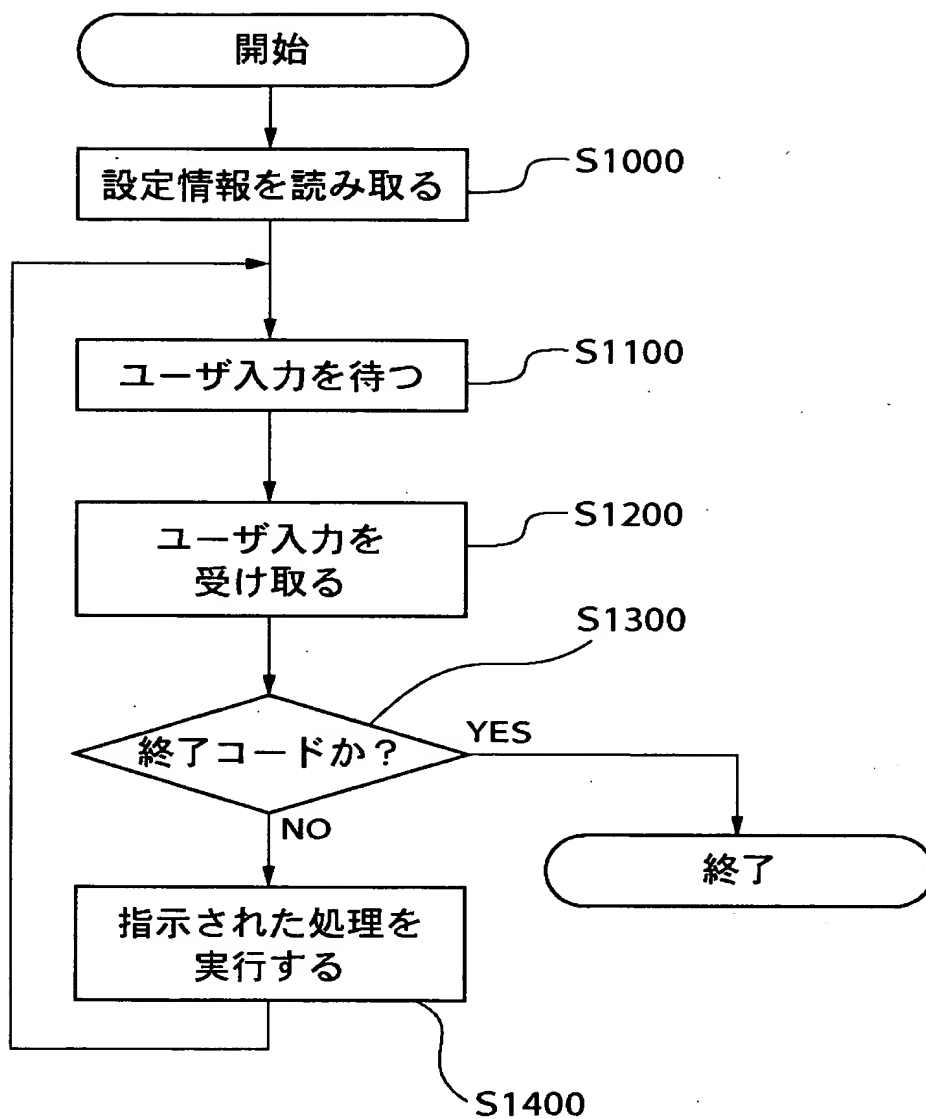 開始
設定情報を読み取る
S1000
ユーザ入力を待つ
S1100
ユーザ入力を
受け取る
S1200
S1300
終了コードか？
YES
NO
終了
指示された処理を
実行する
S1400